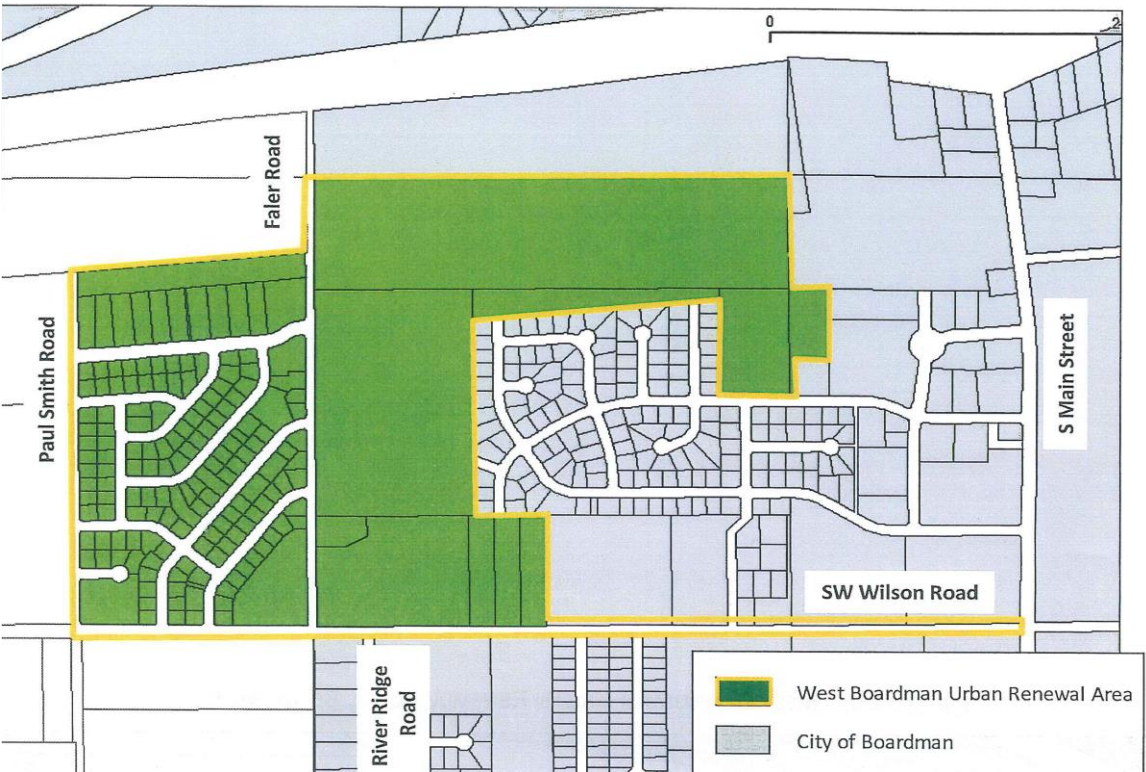 0
2
Faler Road
Paul Smith Road
S Main Street
SW Wilson Road
River Ridge
Road
West Boardman Urban Renewal Area
City of Boardman